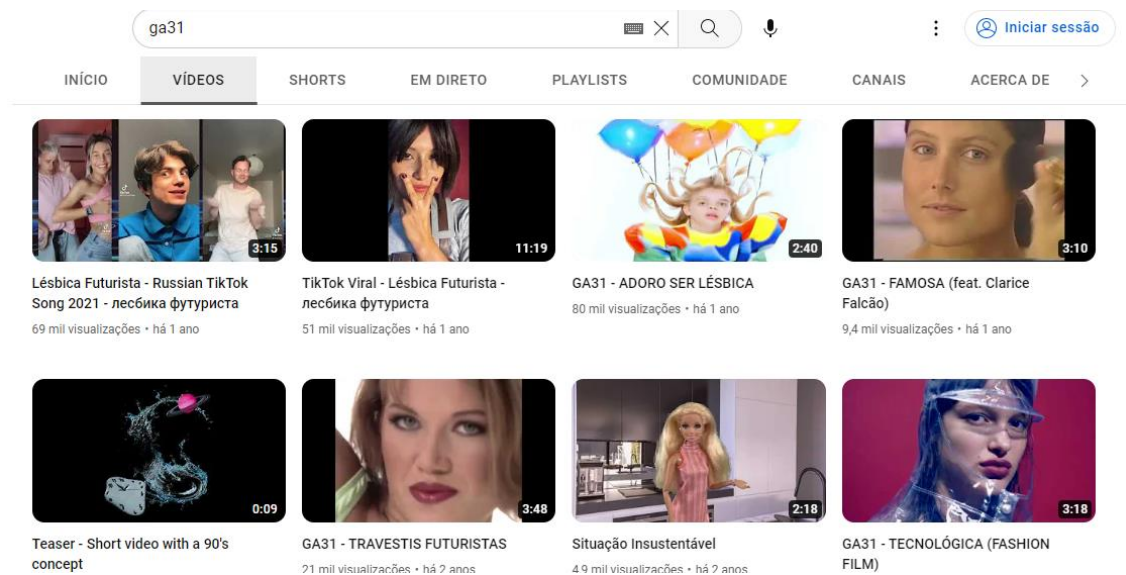 ga31
Iniciar sessão
INÍCIO
VÍDEOS
SHORTS
EM DIRETO
PLAYLISTS
COMUNIDADE
CANAIS
ACERCA DE
3:15
11:19
2:40
3:10
Lésbica Futurista - Russian TikTok
Song 2021 - лесбика футуриста
69 mil visualizações • há 1 ano
TikTok Viral - Lésbica Futurista -
лесбика футуриста
51 mil visualizações • há 1 ano
GA31 - ADORO SER LÉSBICA
80 mil visualizações • há 1 ano
GA31 - FAMOSA (feat. Clarice
Falcão)
9,4 mil visualizações • há 1 ano
0:09
3:48
2:18
3:18
Teaser - Short video with a 90's
concept
GA31 - TRAVESTIS FUTURISTAS
21 mil visualizações • há 2 anos
Situação Insustentável
4,9 mil visualizações • há 2 anos
GA31 - TECNOLÓGICA (FASHION
FILM)